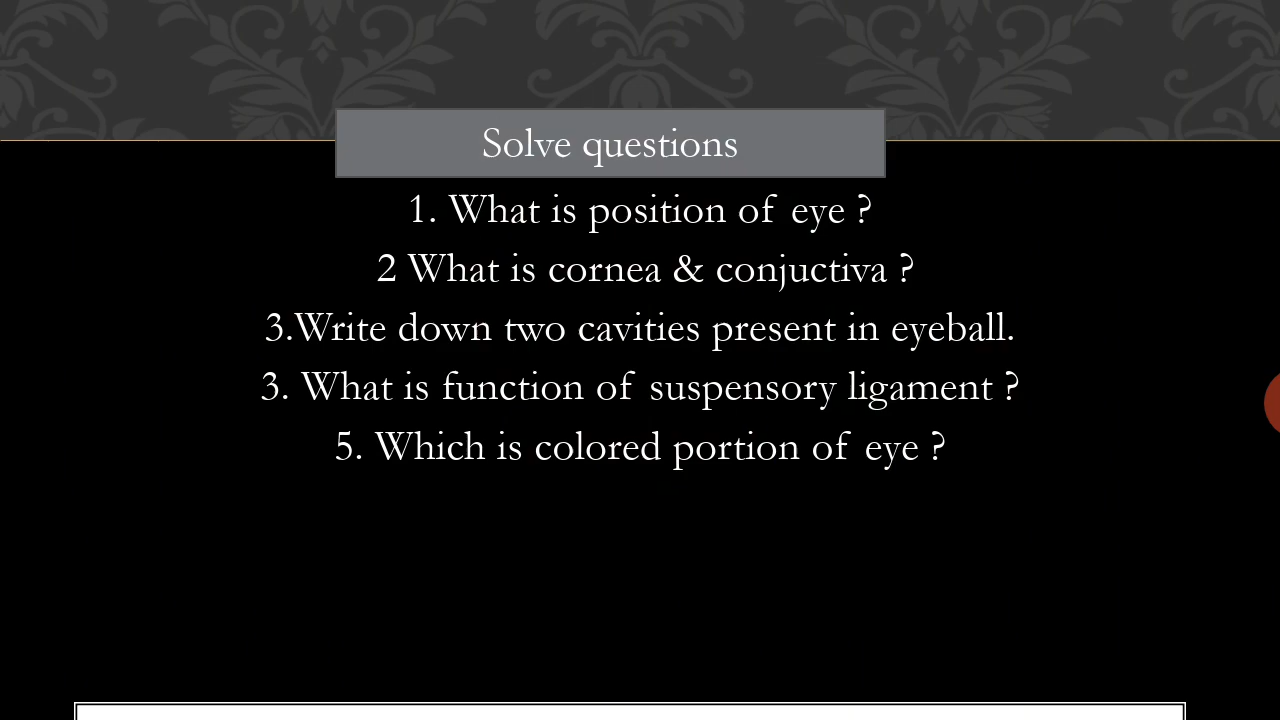 Solve questions
1. What is position of eye ?
2 What is cornea & conjuctiva ?
3.Write down two cavities present in eyeball.
3. What is function of suspensory ligament ?
5. Which is colored portion of eye ?